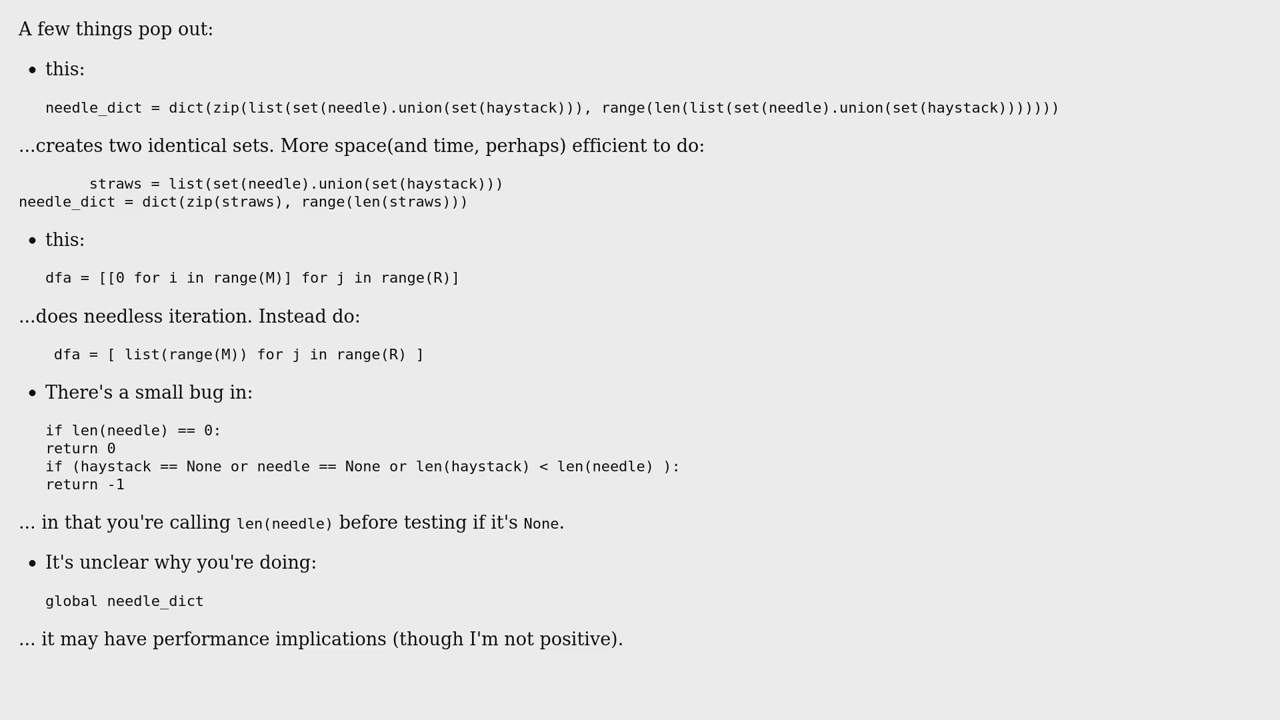 A few things pop out:
• this:
needle_dict = dict(zip(list(set(needle).union(set(haystack))), range(len(list(set(needle).union(set(haystack)))))))
...creates two identical sets. More space(and time, perhaps) efficient to do:
straws = list(set(needle).union(set(haystack)))
needle_dict = dict(zip(straws), range(len(straws)))
• this:
dfa = [[0 for i in range(M)] for j in range(R)]
...does needless iteration. Instead do:
dfa = [ list(range(M)) for j in range(R) ]
• There's a small bug in:
if len(needle) == 0:
return 0
if (haystack == None or needle == None or len(haystack) < len(needle) ):
return -1
... in that you're calling len(needle) before testing if it's None.
• It's unclear why you're doing:
global needle_dict
... it may have performance implications (though I'm not positive).